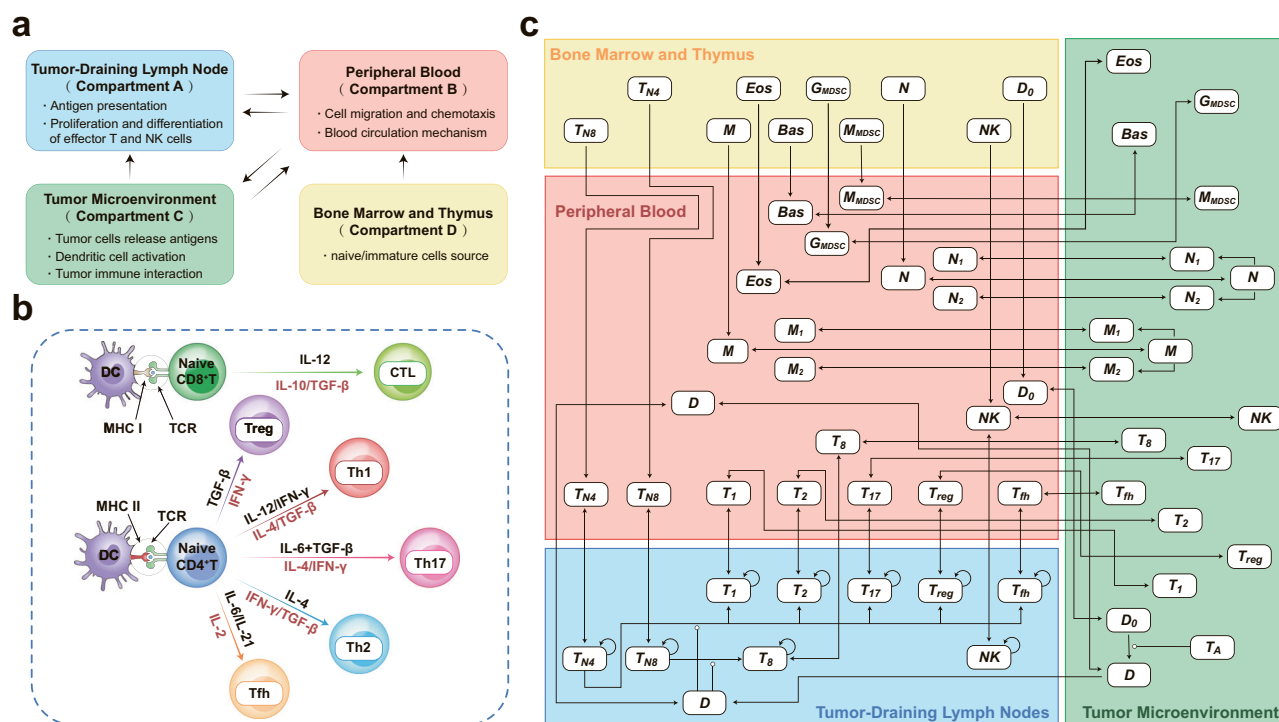 a
Tumor-Draining Lymph Node
( Compartment A )
· Antigen presentation
· Proliferation and differentiation
of effector T and NK cells
Peripheral Blood
( Compartment B )
· Cell migration and chemotaxis
· Blood circulation mechanism
Tumor Microenvironment
( Compartment C )
· Tumor cells release antigens
· Dendritic cell activation
· Tumor immune interaction
Bone Marrow and Thymus
( Compartment D )
· naive/immature cells source
b
DC
Naive
CD8⁺T
MHC I
TCR
IL-12
IL-10/TGF-β
CTL
Treg
TGF-β
IFN-γ
Th1
IL-12/IFN-γ
IL-4/TGF-β
MHC II
TCR
DC
Naive
CD4⁺T
IL-6+TGF-β
IL-4/IFN-γ
Th17
IL-4
IFN-γ/TGF-β
Th2
IL-6/IL-21
IL-2
Tfh
c
Bone Marrow and Thymus
T_N4
Eos
G_MDSC
N
D_0
T_N8
M
Bas
M_MDSC
NK
Peripheral Blood
M_MDSC
Bas
G_MDSC
N_1
Eos
N
N_2
M_1
M
M_2
D_0
D
NK
T_8
T_N4
T_N8
T_1
T_2
T_17
T_reg
T_fh
T_1
T_2
T_17
T_reg
T_fh
T_N4
T_N8
T_8
NK
D
Tumor-Draining Lymph Nodes
Eos
G_MDSC
Bas
M_MDSC
N_1
N
N_2
M_1
M
M_2
NK
T_8
T_17
T_fh
T_2
T_reg
T_1
D_0
T_A
D
Tumor Microenvironment